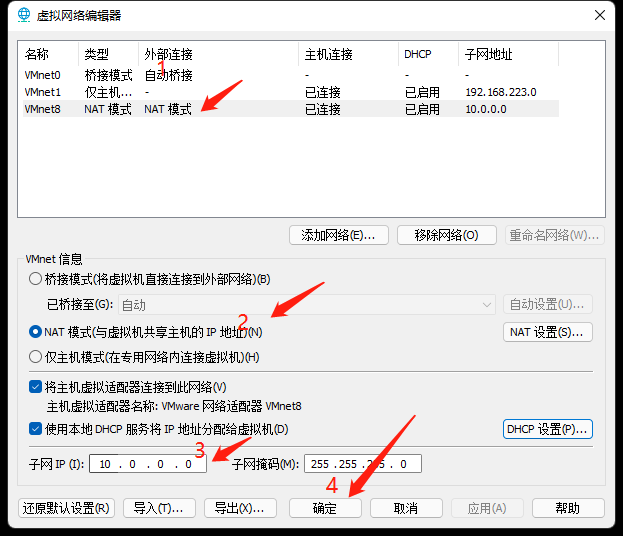 虚拟网络编辑器
名称 类型 外部连接 主机连接 DHCP 子网地址
VMnet0 桥接模式 自动桥接 - - -
1
VMnet1 仅主机... - 已连接 已启用 192.168.223.0
VMnet8 NAT 模式 NAT 模式 已连接 已启用 10.0.0.0
添加网络(E)... 移除网络(O) 重命名网络(W)...
VMnet 信息
桥接模式(将虚拟机直接连接到外部网络)(B)
已桥接至(G): 自动 自动设置(U)...
2
NAT 模式(与虚拟机共享主机的 IP 地址)(N) NAT 设置(S)...
仅主机模式(在专用网络内连接虚拟机)(H)
将主机虚拟适配器连接到此网络(V)
主机虚拟适配器名称: VMware 网络适配器 VMnet8
使用本地 DHCP 服务将 IP 地址分配给虚拟机(D) DHCP 设置(P)...
3
子网 IP (I): 10 . 0 . 0 . 0 子网掩码(M): 255 . 255 . 255 . 0
4
还原默认设置(R) 导入(T)... 导出(X)... 确定 取消 应用(A) 帮助